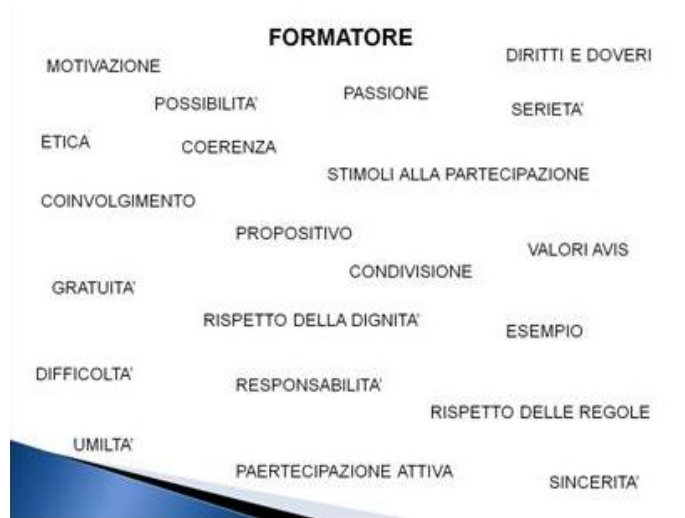 FORMATORE
DIRITTI E DOVERI
MOTIVAZIONE
PASSIONE
POSSIBILITA'
SERIETA'
ETICA
COERENZA
STIMOLI ALLA PARTECIPAZIONE
COINVOLGIMENTO
PROPOSITIVO
VALORI AVIS
CONDIVISIONE
GRATUITA'
RISPETTO DELLA DIGNITA'
ESEMPIO
DIFFICOLTA'
RESPONSABILITA'
RISPETTO DELLE REGOLE
UMILTA'
PAERTECIPAZIONE ATTIVA
SINCERITA'